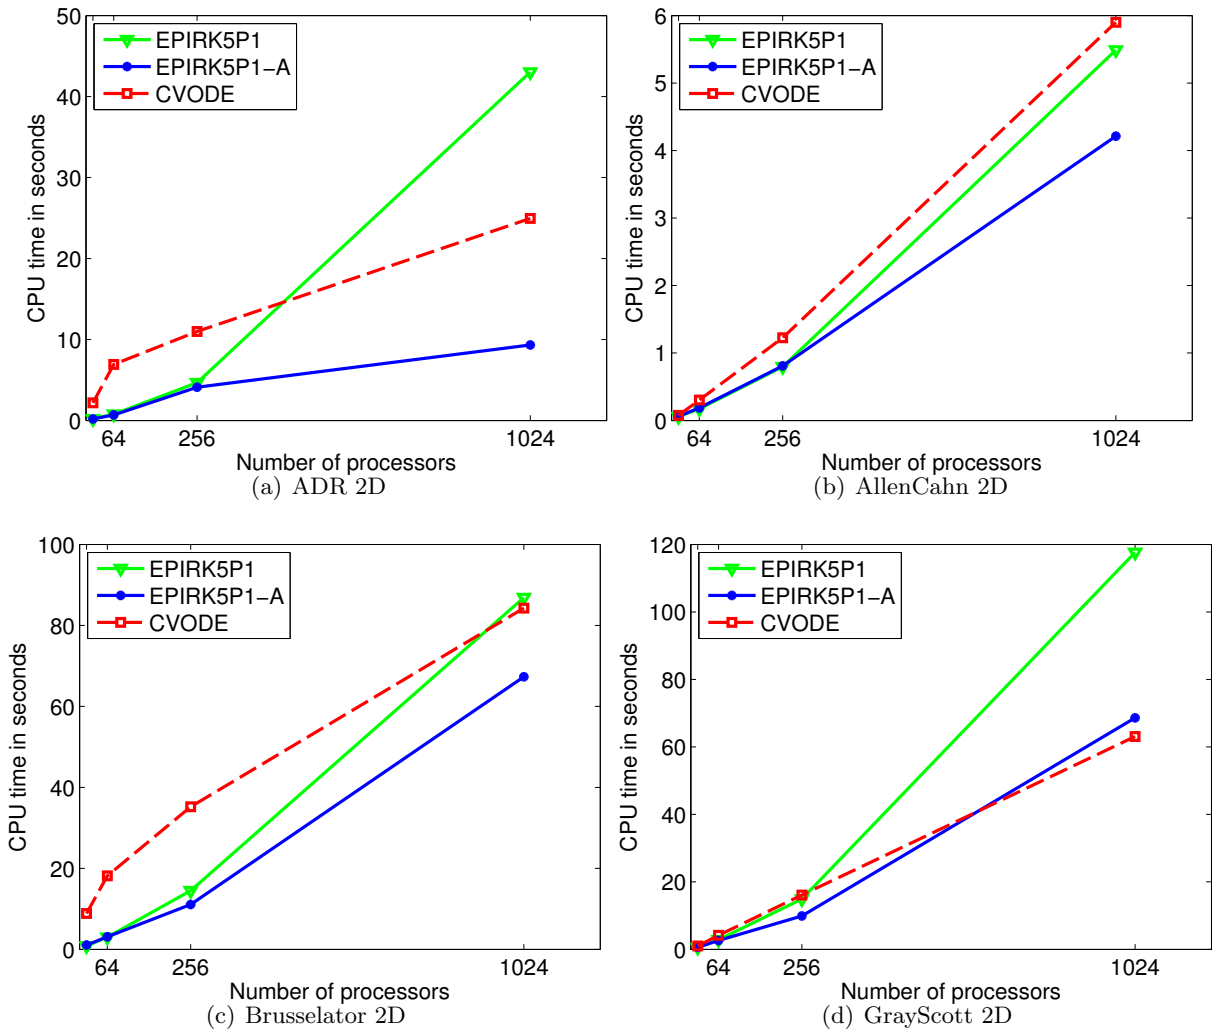 50
40
30
20
10
0
CPU time in seconds
EPIRK5P1
EPIRK5P1−A
CVODE
64 256 1024
Number of processors
(a) ADR 2D
6
5
4
3
2
1
0
CPU time in seconds
EPIRK5P1
EPIRK5P1−A
CVODE
64 256 1024
Number of processors
(b) AllenCahn 2D
100
80
60
40
20
0
CPU time in seconds
EPIRK5P1
EPIRK5P1−A
CVODE
64 256 1024
Number of processors
(c) Brusselator 2D
120
100
80
60
40
20
0
CPU time in seconds
EPIRK5P1
EPIRK5P1−A
CVODE
64 256 1024
Number of processors
(d) GrayScott 2D